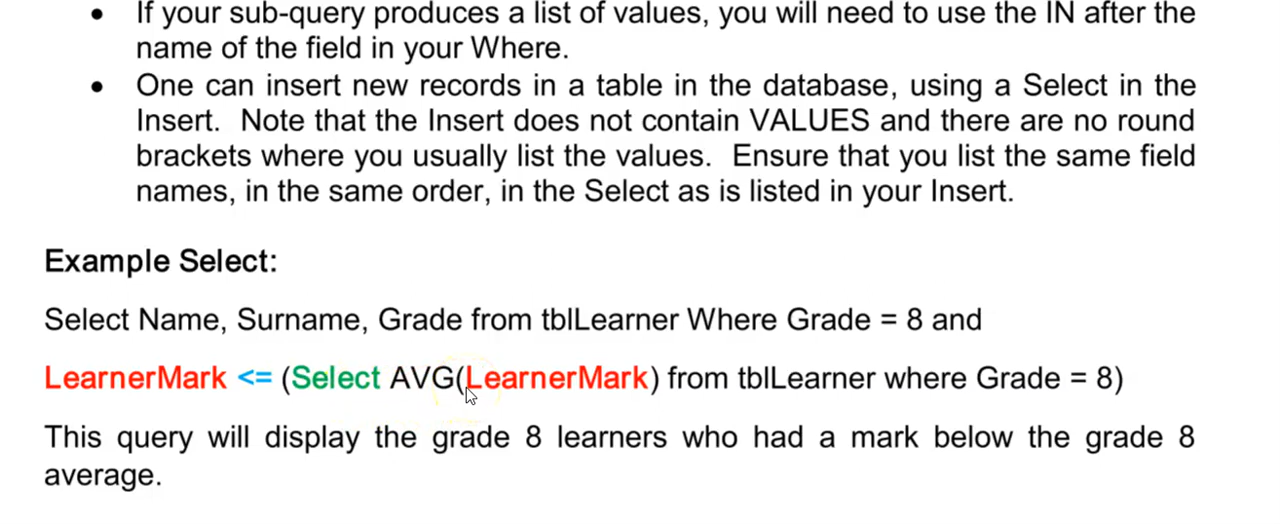 • If your sub-query produces a list of values, you will need to use the IN after the
name of the field in your Where.
• One can insert new records in a table in the database, using a Select in the
Insert. Note that the Insert does not contain VALUES and there are no round
brackets where you usually list the values. Ensure that you list the same field
names, in the same order, in the Select as is listed in your Insert.
Example Select:
Select Name, Surname, Grade from tblLearner Where Grade = 8 and
LearnerMark <= (Select AVG(LearnerMark) from tblLearner where Grade = 8)
This query will display the grade 8 learners who had a mark below the grade 8
average.